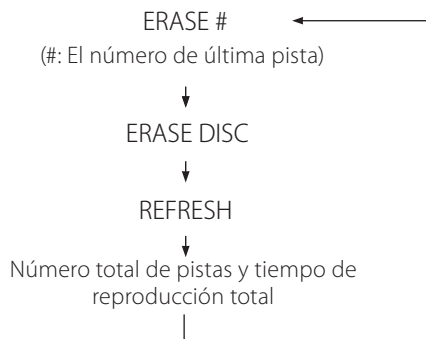 ERASE #
(#: El número de última pista)
ERASE DISC
REFRESH
Número total de pistas y tiempo de
reproducción total